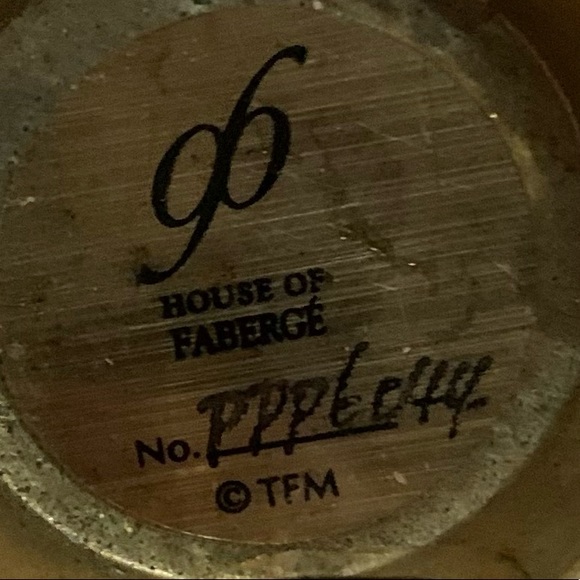 HOUSE OF
FABERGÉ
No.
© TFM